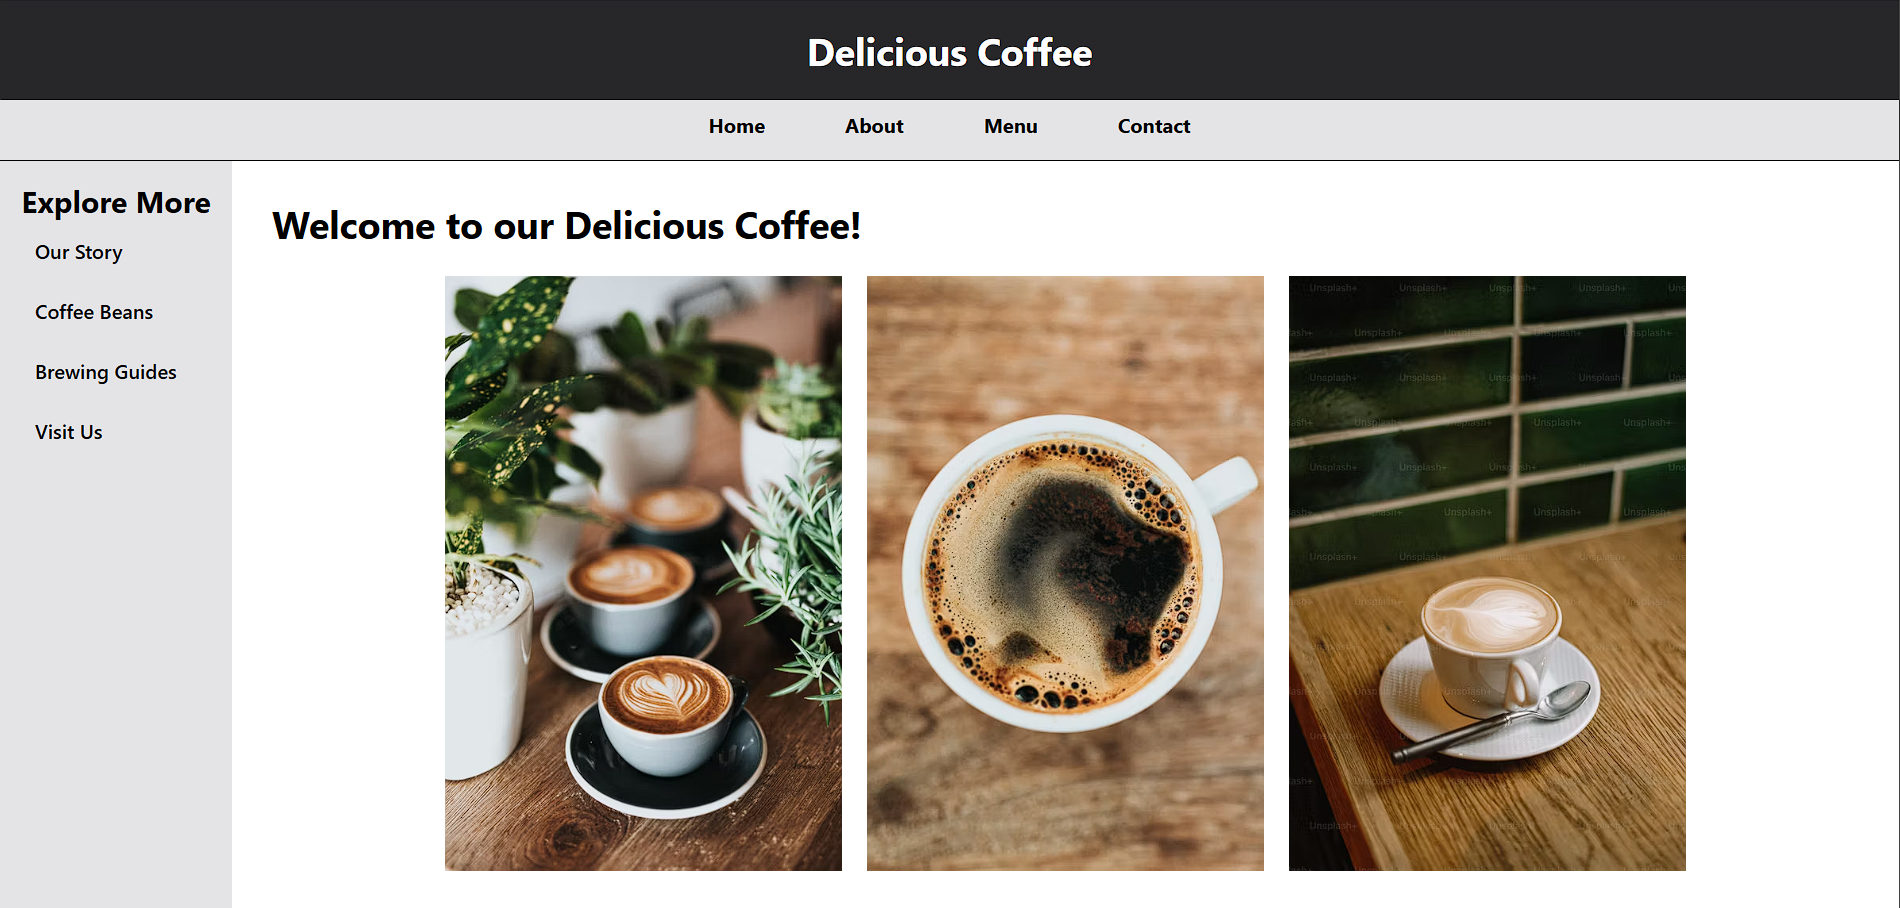 Delicious Coffee
Home About Menu Contact
Explore More
Our Story
Coffee Beans
Brewing Guides
Visit Us
Welcome to our Delicious Coffee!
Unsplash+ Unsplash+ Unsplash+ Unsplash+